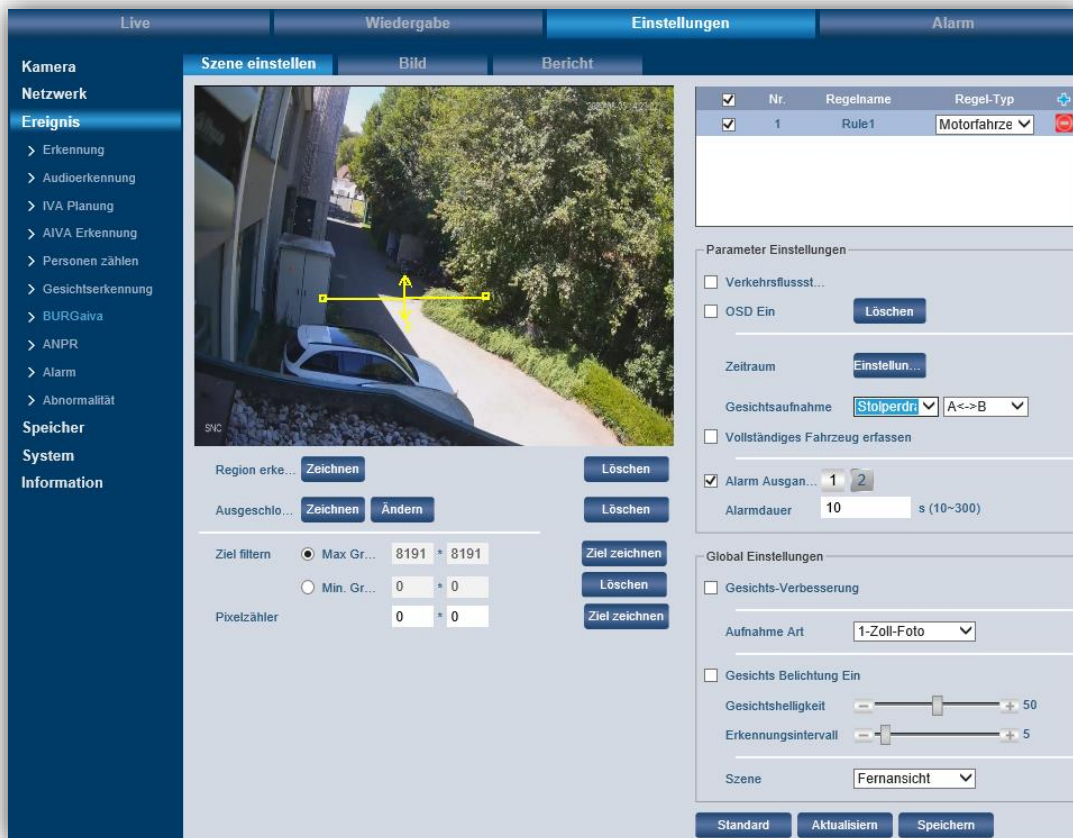 Live Wiedergabe Einstellungen Alarm
Kamera
Netzwerk
Ereignis
Erkennung
Audioerkennung
IVA Planung
AIVA Erkennung
Personen zählen
Gesichtserkennung
BURGaiva
ANPR
Alarm
Abnormalität
Speicher
System
Information
Szene einstellen Bild Bericht
SNC
Region erke... Zeichnen Löschen
Ausgeschlo... Zeichnen Ändern Löschen
Ziel filtern Max Gr... 8191 * 8191 Ziel zeichnen
Min. Gr... 0 * 0 Löschen
Pixelzähler 0 * 0 Ziel zeichnen
Nr. Regelname Regel-Typ
1 Rule1 Motorfahrze
Parameter Einstellungen
Verkehrsflussst...
OSD Ein Löschen
Zeitraum Einstellun...
Gesichtsaufnahme Stolperdra A<->B
Vollständiges Fahrzeug erfassen
Alarm Ausgan... 1 2
Alarmdauer 10 s (10~300)
Global Einstellungen
Gesichts-Verbesserung
Aufnahme Art 1-Zoll-Foto
Gesichts Belichtung Ein
Gesichtshelligkeit 50
Erkennungsintervall 5
Szene Fernansicht
Standard Aktualisiern Speichern